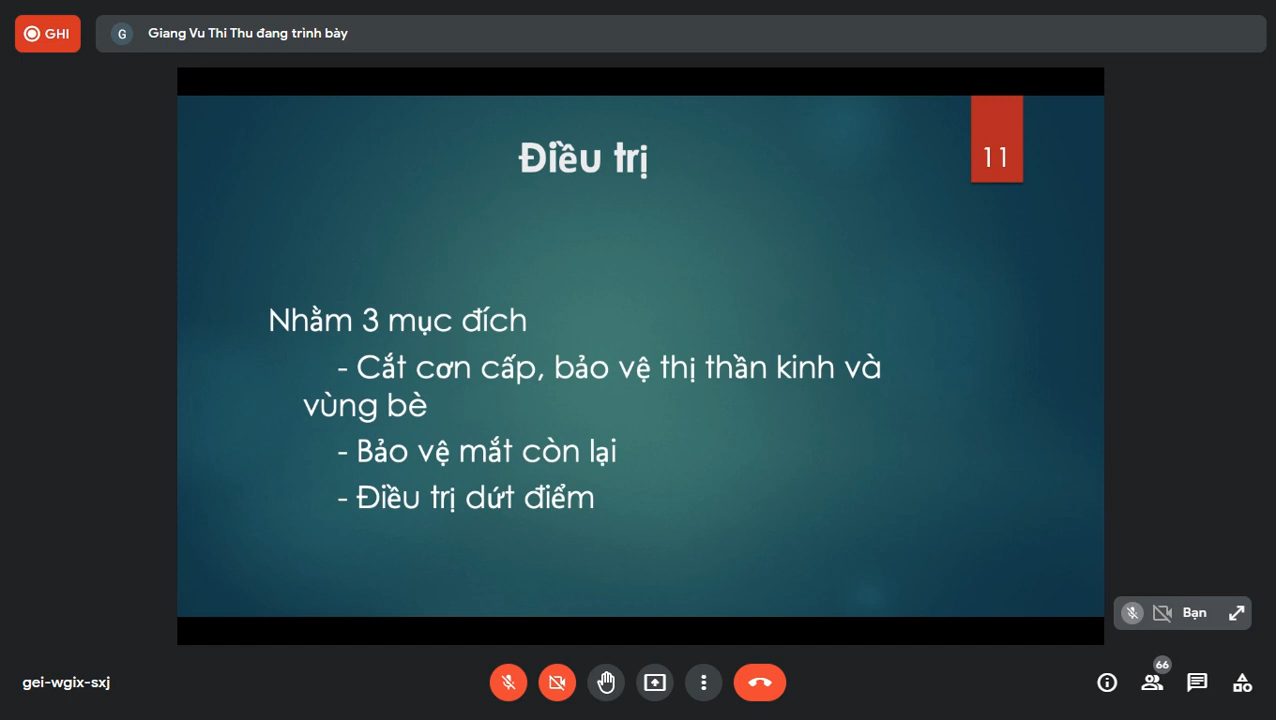 GHI
G
Giang Vu Thi Thu đang trình bày
Điều trị
11
Nhằm 3 mục đích
- Cắt cơn cấp, bảo vệ thị thần kinh và
vùng bè
- Bảo vệ mắt còn lại
- Điều trị dứt điểm
Bạn
66
gei-wgix-sxj